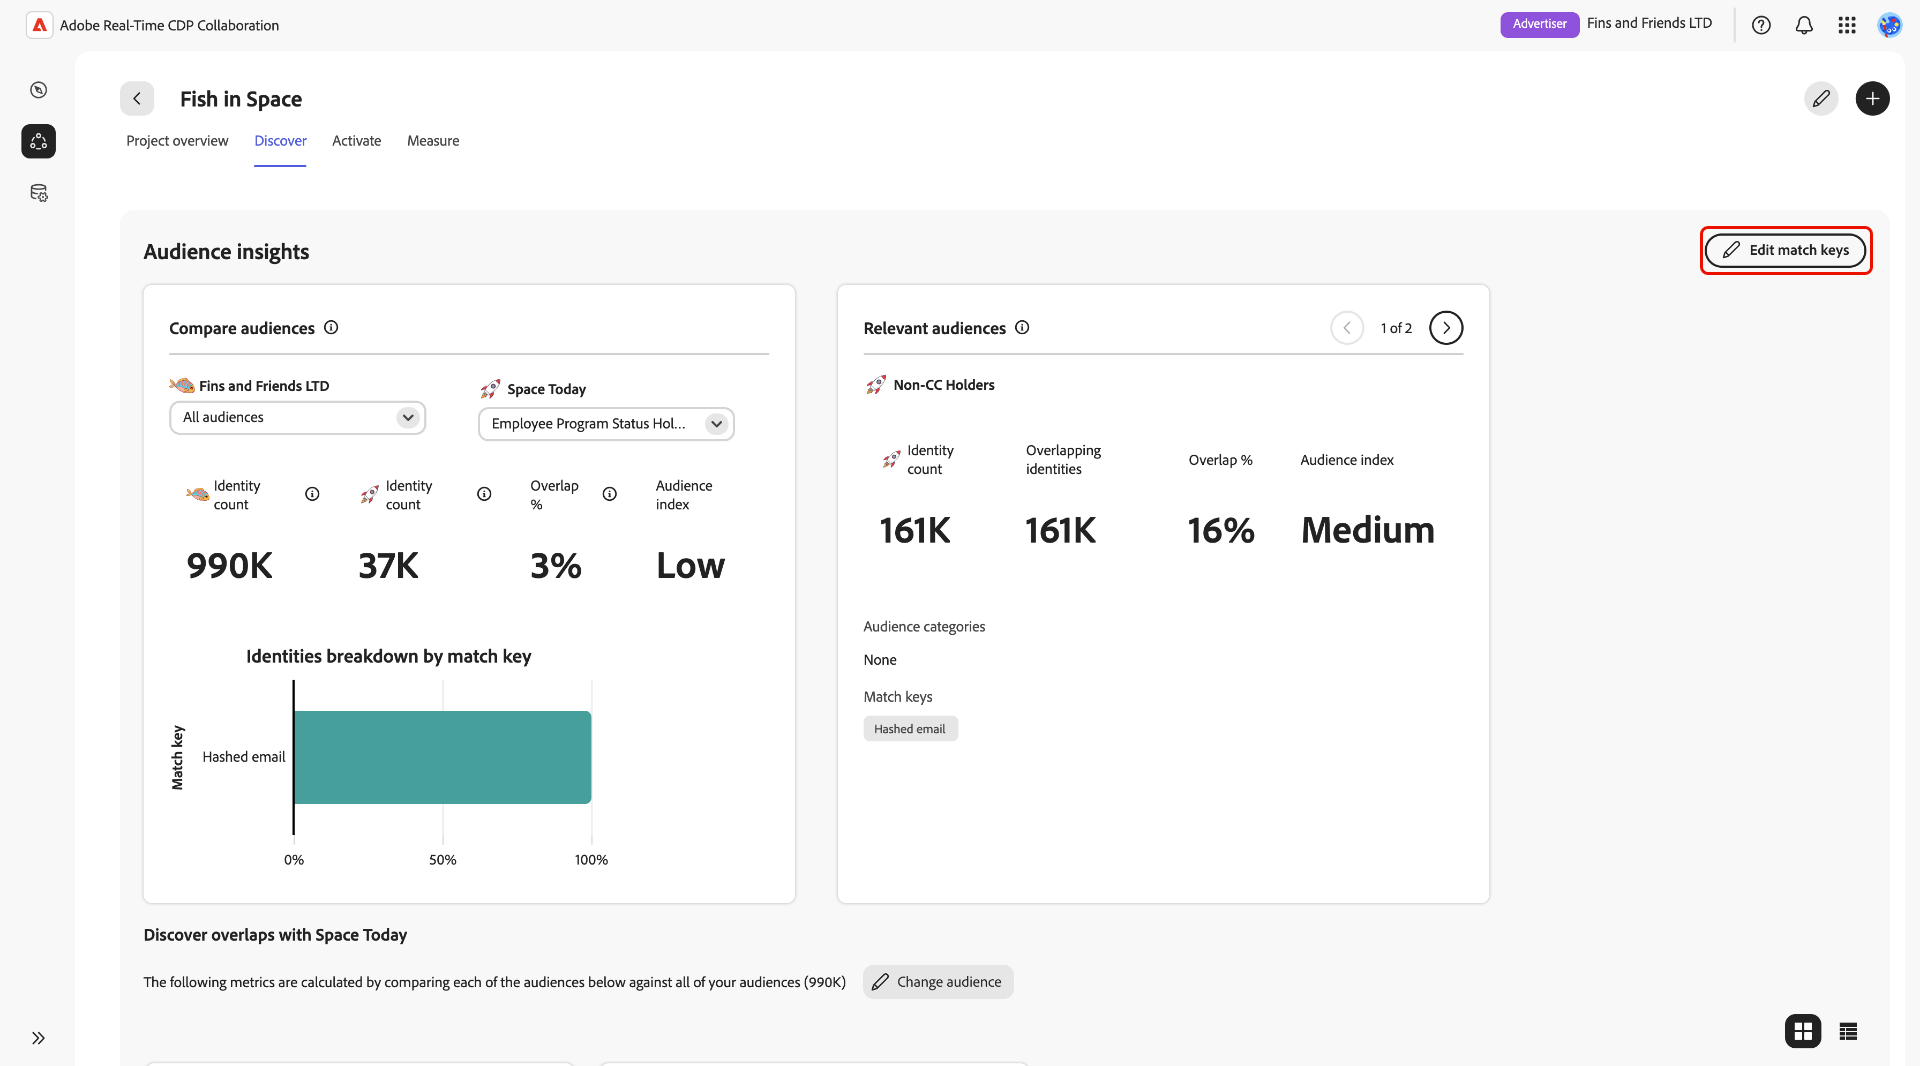 Adobe Real-Time CDP Collaboration
Advertiser
Fins and Friends LTD
Fish in Space
Project overview
Discover
Activate
Measure
Audience insights
Edit match keys
Compare audiences
Fins and Friends LTD
All audiences
Space Today
Employee Program Status Hol...
Identity
count
Identity
count
Overlap
%
Audience
index
990K
37K
3%
Low
Identities breakdown by match key
Match key
Hashed email
0%
50%
100%
Relevant audiences
1 of 2
Non-CC Holders
Identity
count
Overlapping
identities
Overlap %
Audience index
161K
161K
16%
Medium
Audience categories
None
Match keys
Hashed email
Discover overlaps with Space Today
The following metrics are calculated by comparing each of the audiences below against all of your audiences (990K)
Change audience